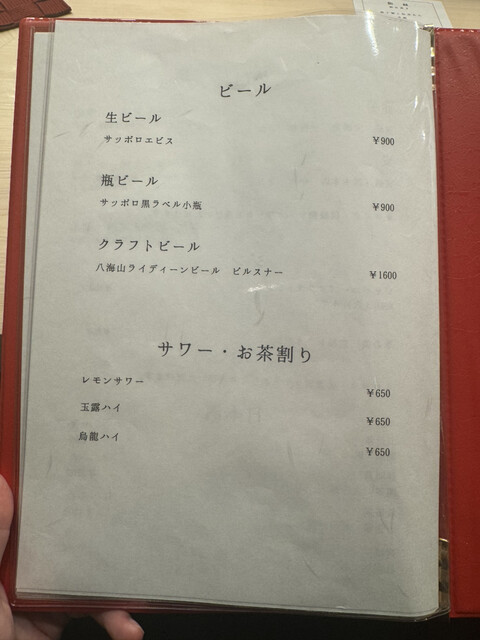 ビール
生ビール
サッポロエビス ¥900
瓶ビール
サッポロ黒ラベル小瓶 ¥900
クラフトビール
八海山ライディーンビール ピルスナー ¥1600
サワー・お茶割り
レモンサワー ¥650
玉露ハイ ¥650
烏龍ハイ ¥650